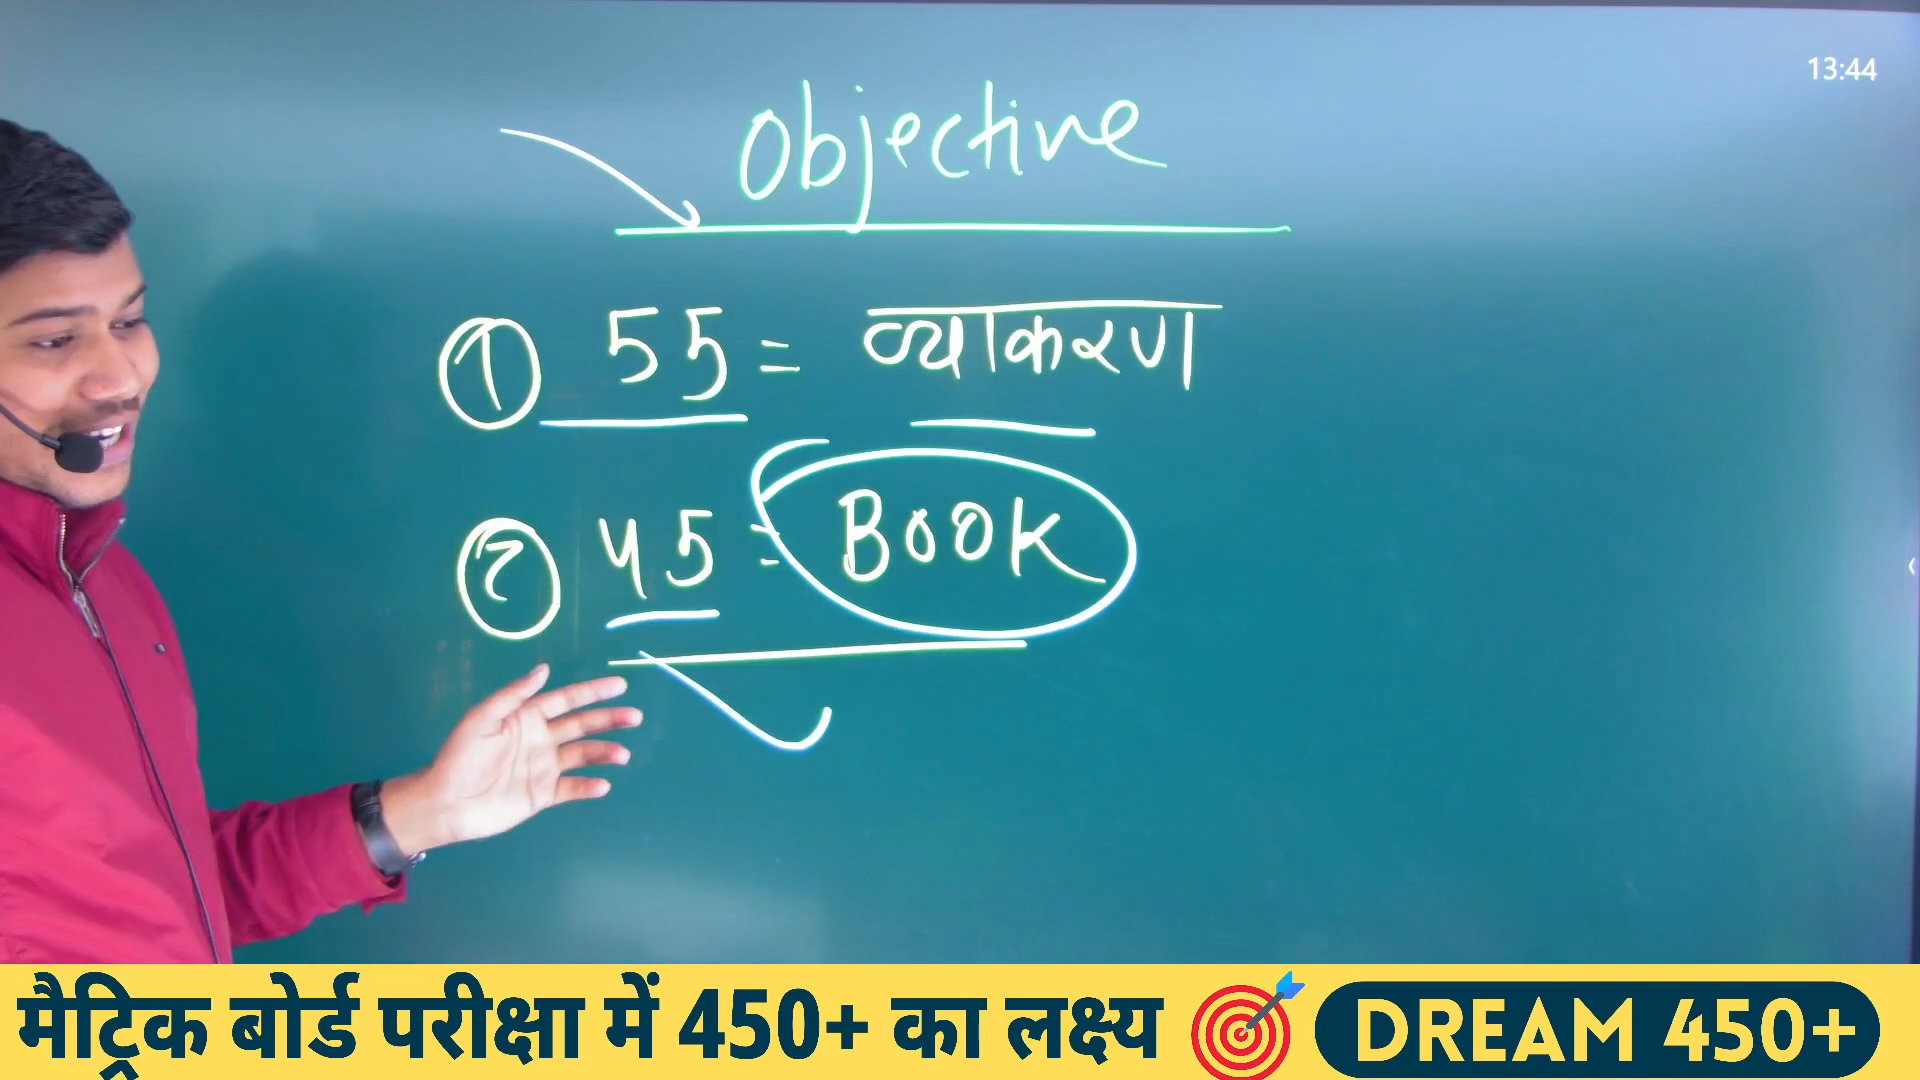 13:44
Objective
① 55 = व्याकरण
② 45 = Book
मैट्रिक बोर्ड परीक्षा में 450+ का लक्ष्य DREAM 450+